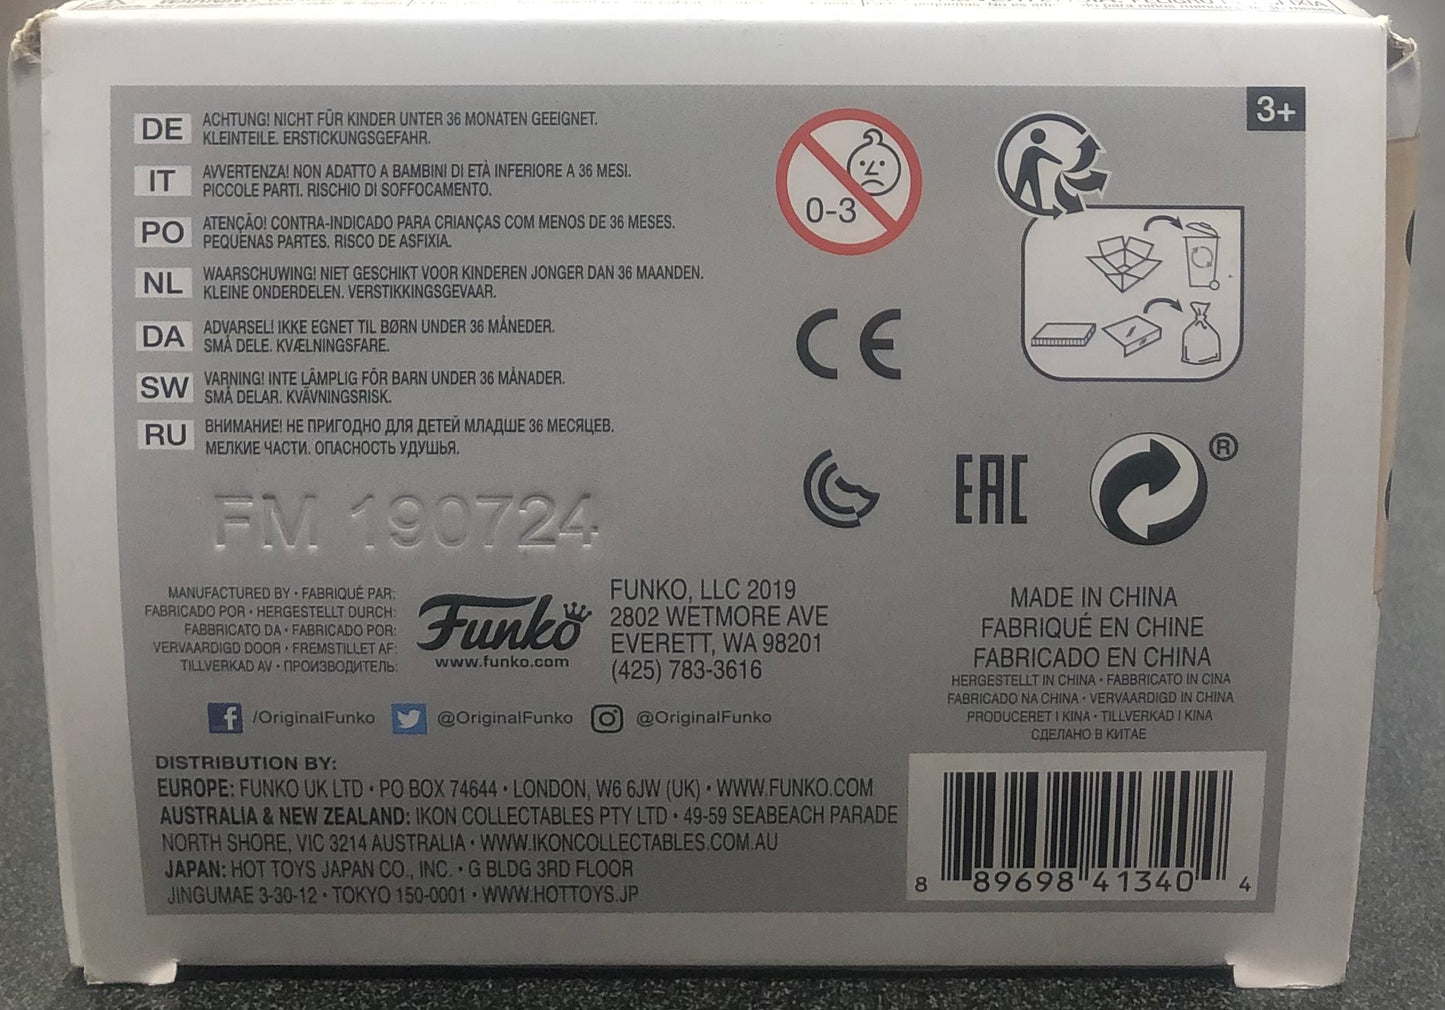 WARNING
3+
DE ACHTUNG! NICHT FÜR KINDER UNTER 36 MONATEN GEEIGNET.
KLEINTEILE. ERSTICKUNGSGEFAHR.
IT AVVERTENZA! NON ADATTO A BAMBINI DI ETÀ INFERIORE A 36 MESI.
PICCOLE PARTI. RISCHIO DI SOFFOCAMENTO.
PO ATENÇÃO! CONTRA-INDICADO PARA CRIANÇAS COM MENOS DE 36 MESES.
PEQUENAS PARTES. RISCO DE ASFIXIA.
NL WAARSCHUWING! NIET GESCHIKT VOOR KINDEREN JONGER DAN 36 MAANDEN.
KLEINE ONDERDELEN. VERSTIKKINGSGEVAAR.
DA ADVARSEL! IKKE EGNET TIL BØRN UNDER 36 MÅNEDER.
SMÅ DELE. KVÆLNINGSFARE.
SW VARNING! INTE LÄMPLIG FÖR BARN UNDER 36 MÅNADER.
SMÅ DELAR. KVÄVNINGSRISK.
RU ВНИМАНИЕ! НЕ ПРИГОДНО ДЛЯ ДЕТЕЙ МЛАДШЕ 36 МЕСЯЦЕВ.
МЕЛКИЕ ЧАСТИ. ОПАСНОСТЬ УДУШЬЯ.
0-3
CE
EAC
®
FM 190724
MANUFACTURED BY • FABRIQUÉ PAR:
FABRICADO POR • HERGESTELLT DURCH:
FABBRICATO DA • FABRICADO POR:
VERVAARDIGD DOOR • FREMSTILLET AF:
TILLVERKAD AV • ПРОИЗВОДИТЕЛЬ:
Funko
www.funko.com
FUNKO, LLC 2019
2802 WETMORE AVE
EVERETT, WA 98201
(425) 783-3616
MADE IN CHINA
FABRIQUÉ EN CHINE
FABRICADO EN CHINA
HERGESTELLT IN CHINA • FABBRICATO IN CINA
FABRICADO NA CHINA • VERVAARDIGD IN CHINA
PRODUCERET I KINA • TILLVERKAD I KINA
СДЕЛАНО В КИТАЕ
f /OriginalFunko @OriginalFunko @OriginalFunko
DISTRIBUTION BY:
EUROPE: FUNKO UK LTD • PO BOX 74644 • LONDON, W6 6JW (UK) • WWW.FUNKO.COM
AUSTRALIA & NEW ZEALAND: IKON COLLECTABLES PTY LTD • 49-59 SEABEACH PARADE
NORTH SHORE, VIC 3214 AUSTRALIA • WWW.IKONCOLLECTABLES.COM.AU
JAPAN: HOT TOYS JAPAN CO., INC. • G BLDG 3RD FLOOR
JINGUMAE 3-30-12 • TOKYO 150-0001 • WWW.HOTTOYS.JP
8 89698 41340 4